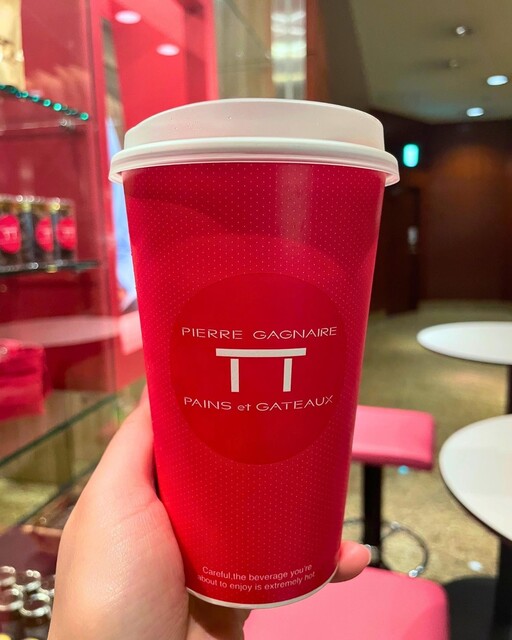 PIERRE GAGNAIRE
PAINS et GATEAUX
Careful,the beverage you're
about to enjoy is extremely hot